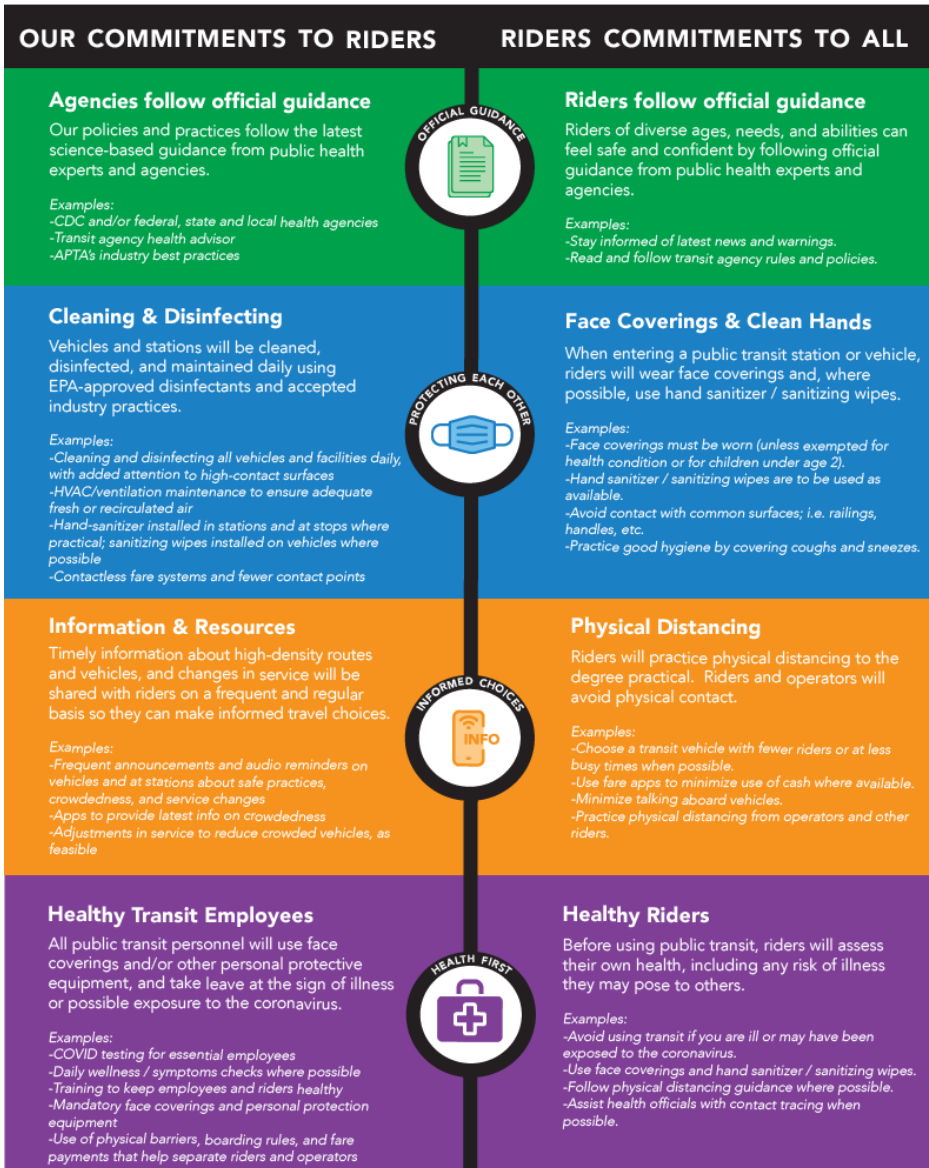 OUR COMMITMENTS TO RIDERS
RIDERS COMMITMENTS TO ALL
Agencies follow official guidance
Our policies and practices follow the latest
science-based guidance from public health
experts and agencies.
Examples:
-CDC and/or federal, state and local health agencies
-Transit agency health advisor
-APTA's industry best practices
OFFICIAL GUIDANCE
Riders follow official guidance
Riders of diverse ages, needs, and abilities can
feel safe and confident by following official
guidance from public health experts and
agencies.
Examples:
-Stay informed of latest news and warnings.
-Read and follow transit agency rules and policies.
Cleaning & Disinfecting
Vehicles and stations will be cleaned,
disinfected, and maintained daily using
EPA-approved disinfectants and accepted
industry practices.
Examples:
-Cleaning and disinfecting all vehicles and facilities daily,
with added attention to high-contact surfaces
-HVAC/ventilation maintenance to ensure adequate
fresh or recirculated air
-Hand-sanitizer installed in stations and at stops where
practical; sanitizing wipes installed on vehicles where
possible
-Contactless fare systems and fewer contact points
PROTECTING EACH OTHER
Face Coverings & Clean Hands
When entering a public transit station or vehicle,
riders will wear face coverings and, where
possible, use hand sanitizer / sanitizing wipes.
Examples:
-Face coverings must be worn (unless exempted for
health condition or for children under age 2).
-Hand sanitizer / sanitizing wipes are to be used as
available.
-Avoid contact with common surfaces; i.e. railings,
handles, etc.
-Practice good hygiene by covering coughs and sneezes.
Information & Resources
Timely information about high-density routes
and vehicles, and changes in service will be
shared with riders on a frequent and regular
basis so they can make informed travel choices.
Examples:
-Frequent announcements and audio reminders on
vehicles and at stations about safe practices,
crowdedness, and service changes
-Apps to provide latest info on crowdedness
-Adjustments in service to reduce crowded vehicles, as
feasible
INFORMED CHOICES
INFO
Physical Distancing
Riders will practice physical distancing to the
degree practical. Riders and operators will
avoid physical contact.
Examples:
-Choose a transit vehicle with fewer riders or at less
busy times when possible.
-Use fare apps to minimize use of cash where available.
-Minimize talking aboard vehicles.
-Practice physical distancing from operators and other
riders.
Healthy Transit Employees
All public transit personnel will use face
coverings and/or other personal protective
equipment, and take leave at the sign of illness
or possible exposure to the coronavirus.
Examples:
-COVID testing for essential employees
-Daily wellness / symptoms checks where possible
-Training to keep employees and riders healthy
-Mandatory face coverings and personal protection
equipment
-Use of physical barriers, boarding rules, and fare
payments that help separate riders and operators
HEALTH FIRST
Healthy Riders
Before using public transit, riders will assess
their own health, including any risk of illness
they may pose to others.
Examples:
-Avoid using transit if you are ill or may have been
exposed to the coronavirus.
-Use face coverings and hand sanitizer / sanitizing wipes.
-Follow physical distancing guidance where possible.
-Assist health officials with contact tracing when
possible.